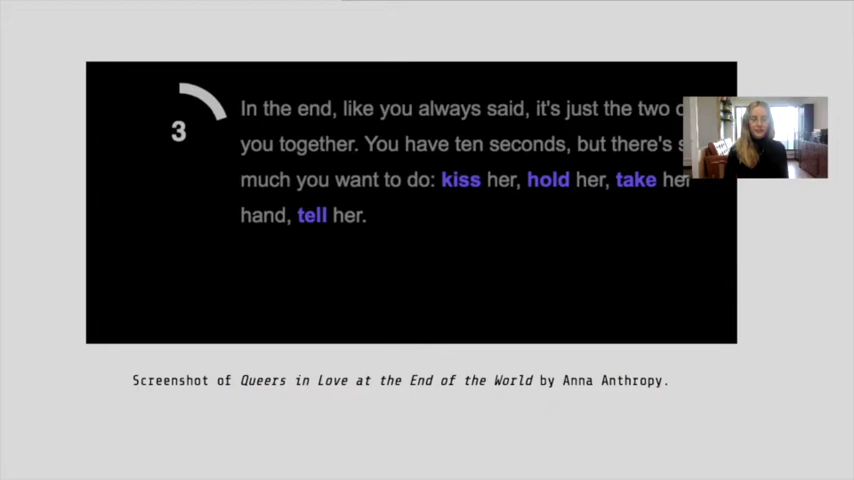 3
In the end, like you always said, it's just the two
you together. You have ten seconds, but there's
much you want to do: kiss her, hold her, take her
hand, tell her.
Screenshot of Queers in Love at the End of the World by Anna Anthropy.